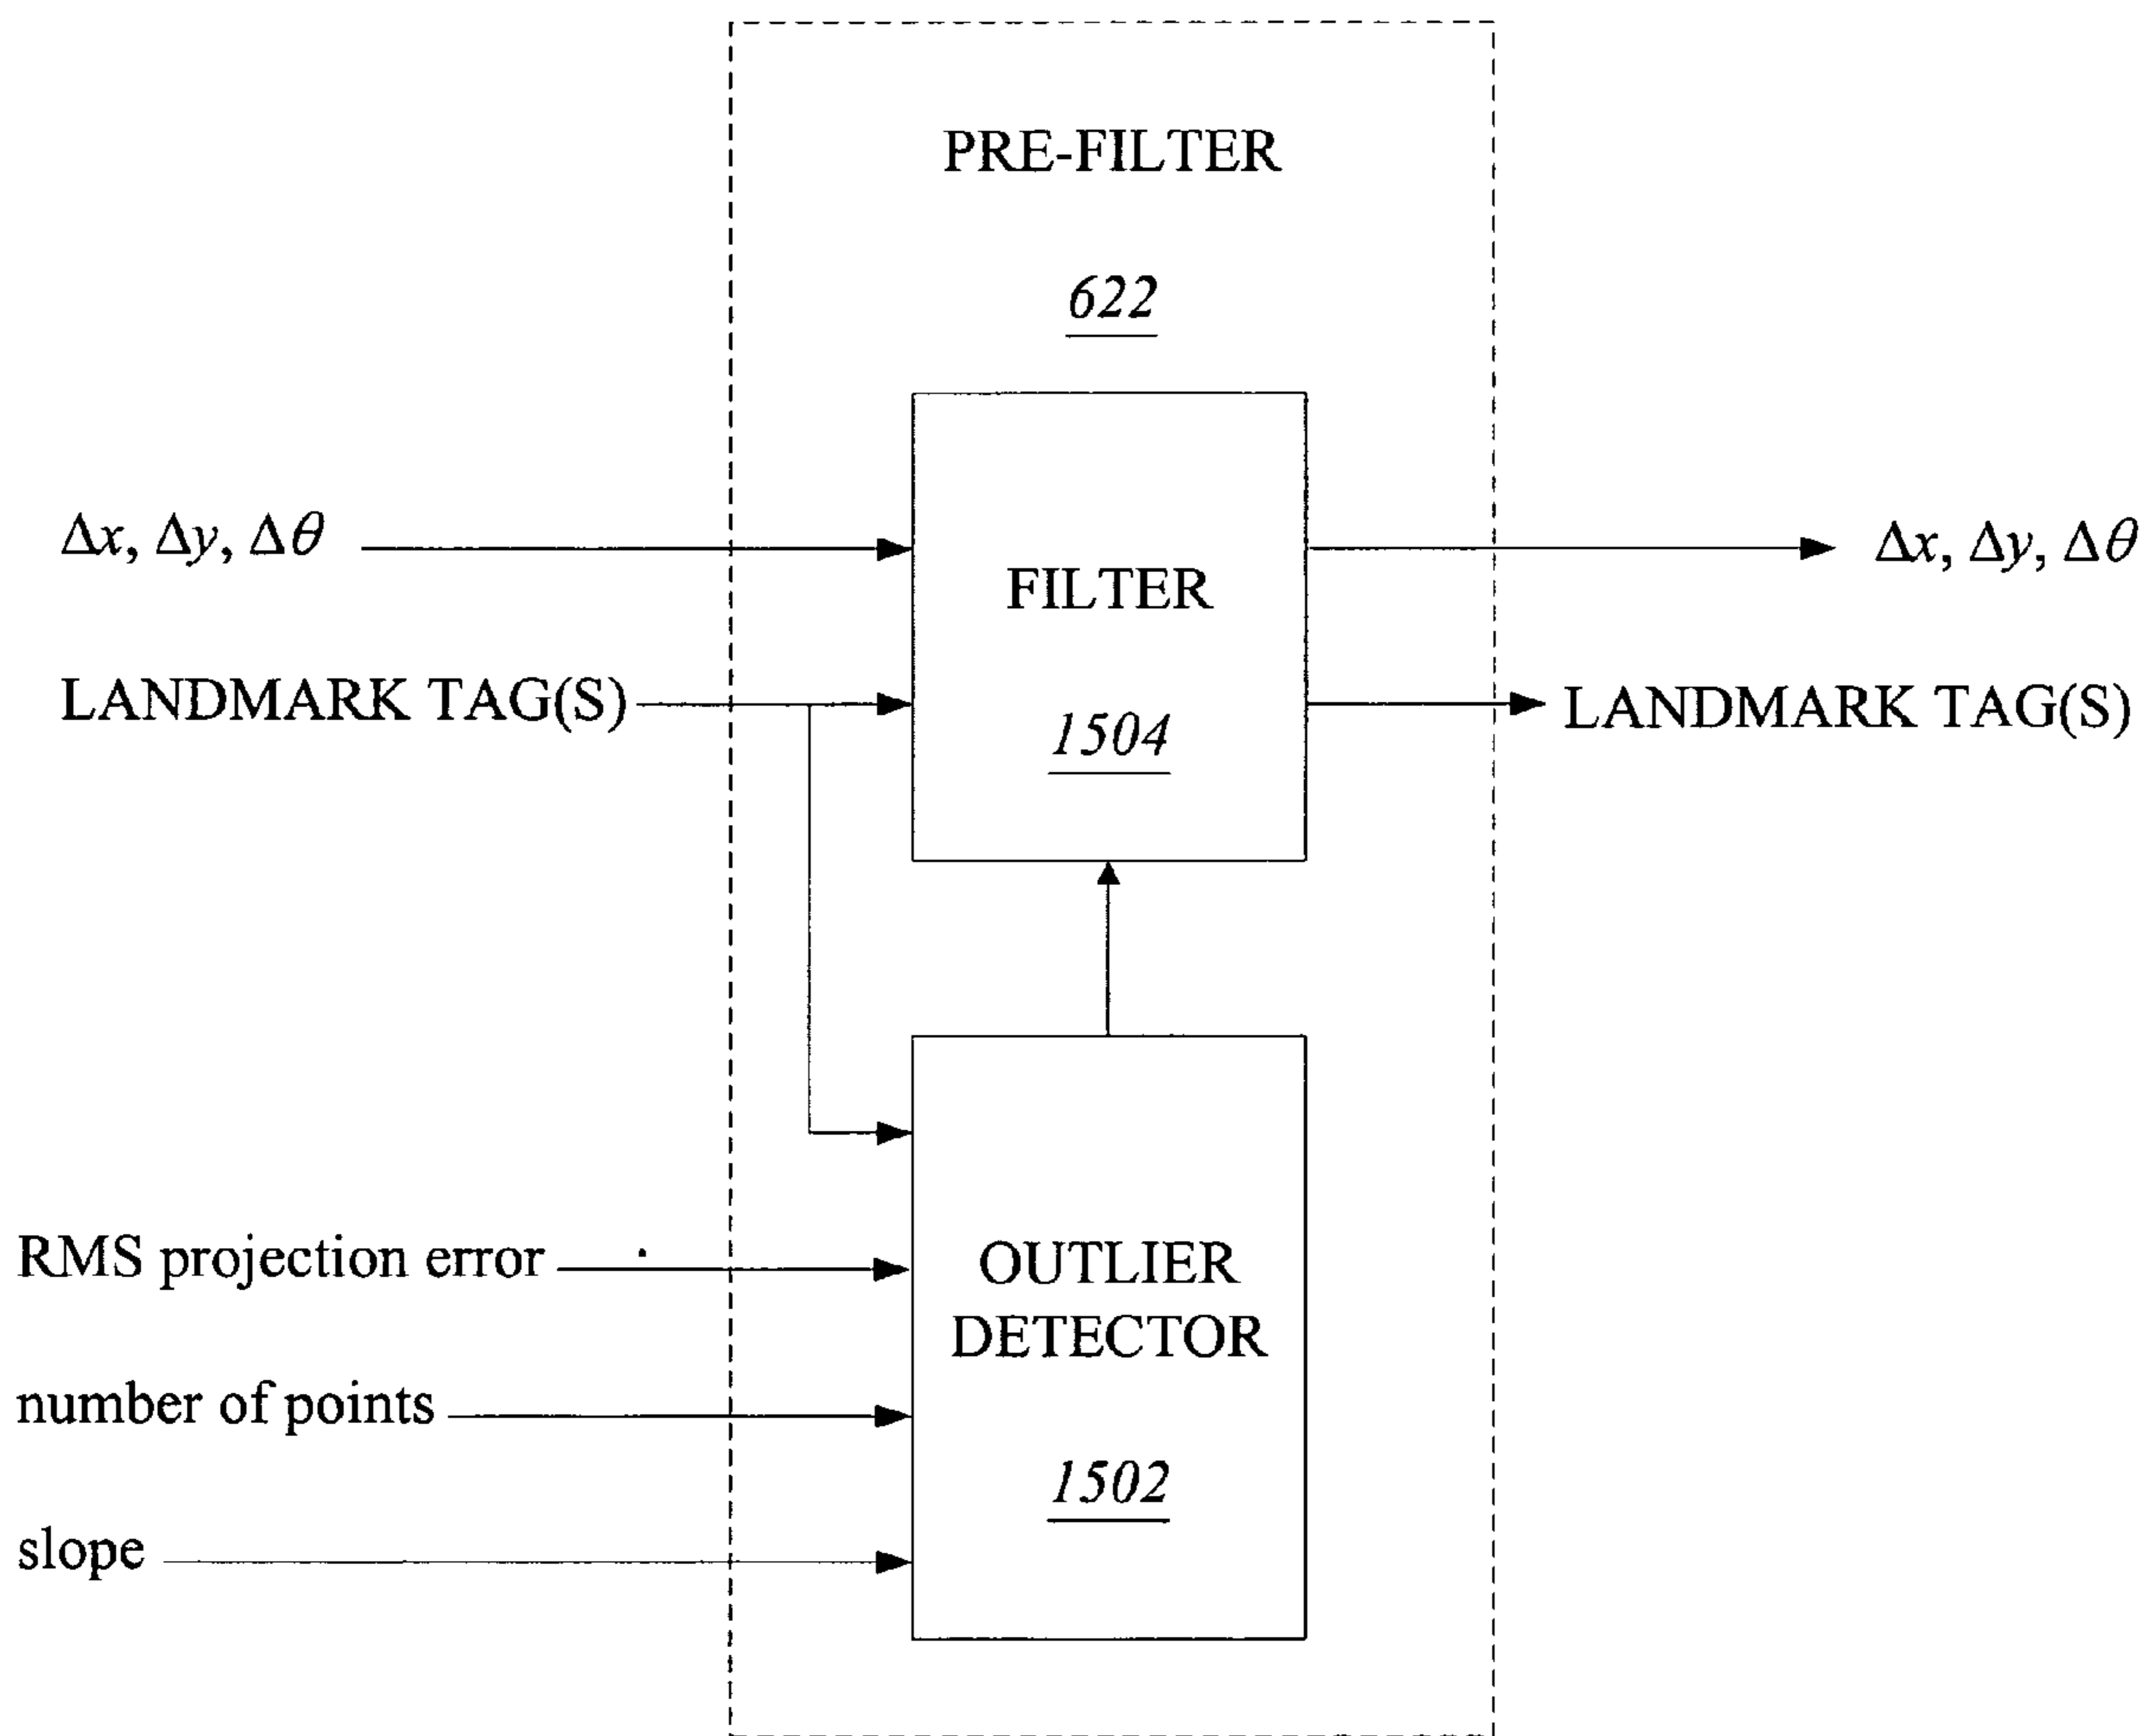 PRE-FILTER
622
Δx, Δy, Δθ
FILTER
1504
Δx, Δy, Δθ
LANDMARK TAG(S)
LANDMARK TAG(S)
RMS projection error
number of points
slope
OUTLIER
DETECTOR
1502